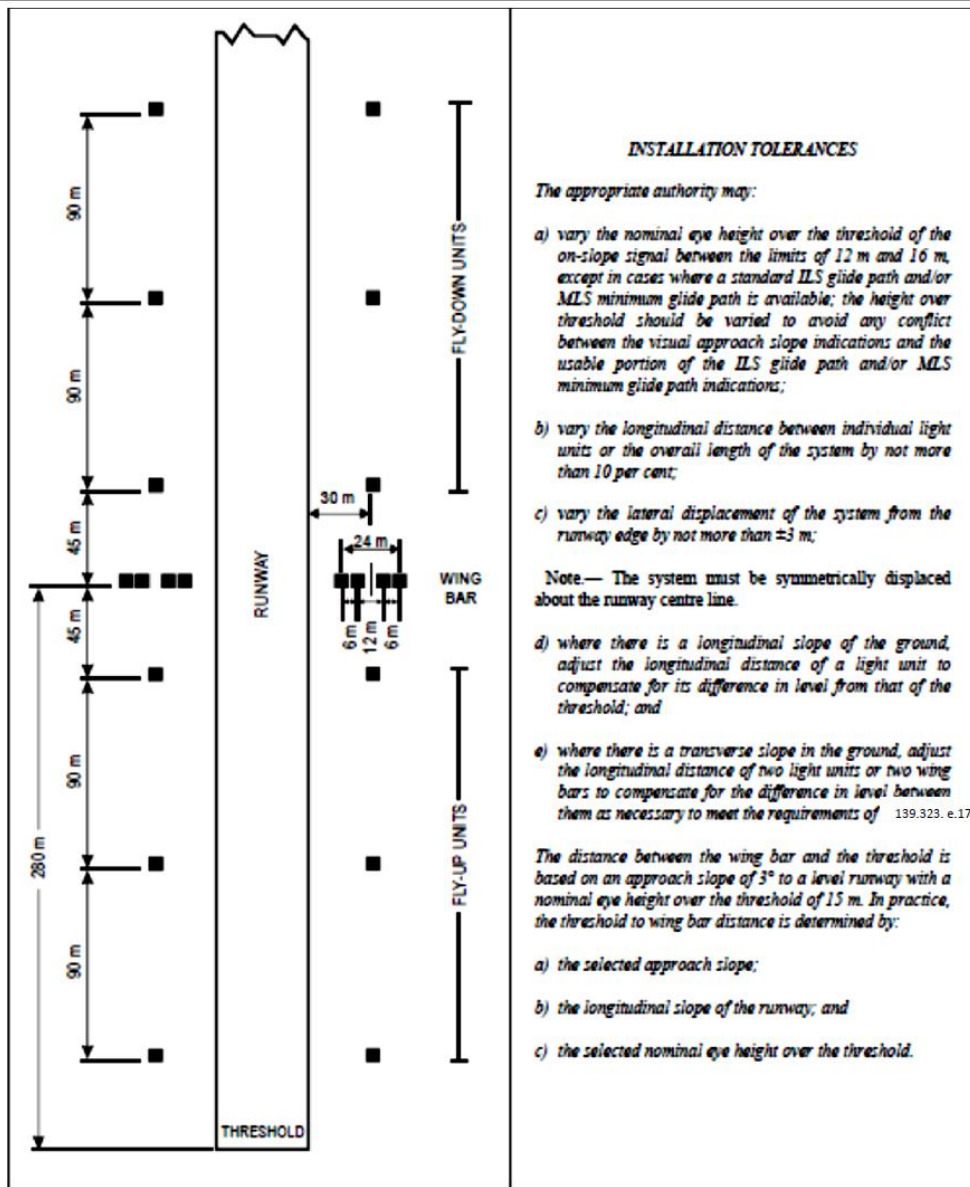 90 m
90 m
45 m
45 m
90 m
90 m
280 m
RUNWAY
THRESHOLD
30 m
24 m
6 m
12 m
6 m
FLY-DOWN UNITS
WING
BAR
FLY-UP UNITS
INSTALLATION TOLERANCES
The appropriate authority may:
a) vary the nominal eye height over the threshold of the
on-slope signal between the limits of 12 m and 16 m,
except in cases where a standard ILS glide path and/or
MLS minimum glide path is available; the height over
threshold should be varied to avoid any conflict
between the visual approach slope indications and the
usable portion of the ILS glide path and/or MLS
minimum glide path indications;
b) vary the longitudinal distance between individual light
units or the overall length of the system by not more
than 10 per cent;
c) vary the lateral displacement of the system from the
runway edge by not more than ±3 m;
Note.— The system must be symmetrically displaced
about the runway centre line.
d) where there is a longitudinal slope of the ground,
adjust the longitudinal distance of a light unit to
compensate for its difference in level from that of the
threshold; and
e) where there is a transverse slope in the ground, adjust
the longitudinal distance of two light units or two wing
bars to compensate for the difference in level between
them as necessary to meet the requirements of 139.323. e.17
The distance between the wing bar and the threshold is
based on an approach slope of 3° to a level runway with a
nominal eye height over the threshold of 15 m. In practice,
the threshold to wing bar distance is determined by:
a) the selected approach slope;
b) the longitudinal slope of the runway; and
c) the selected nominal eye height over the threshold.